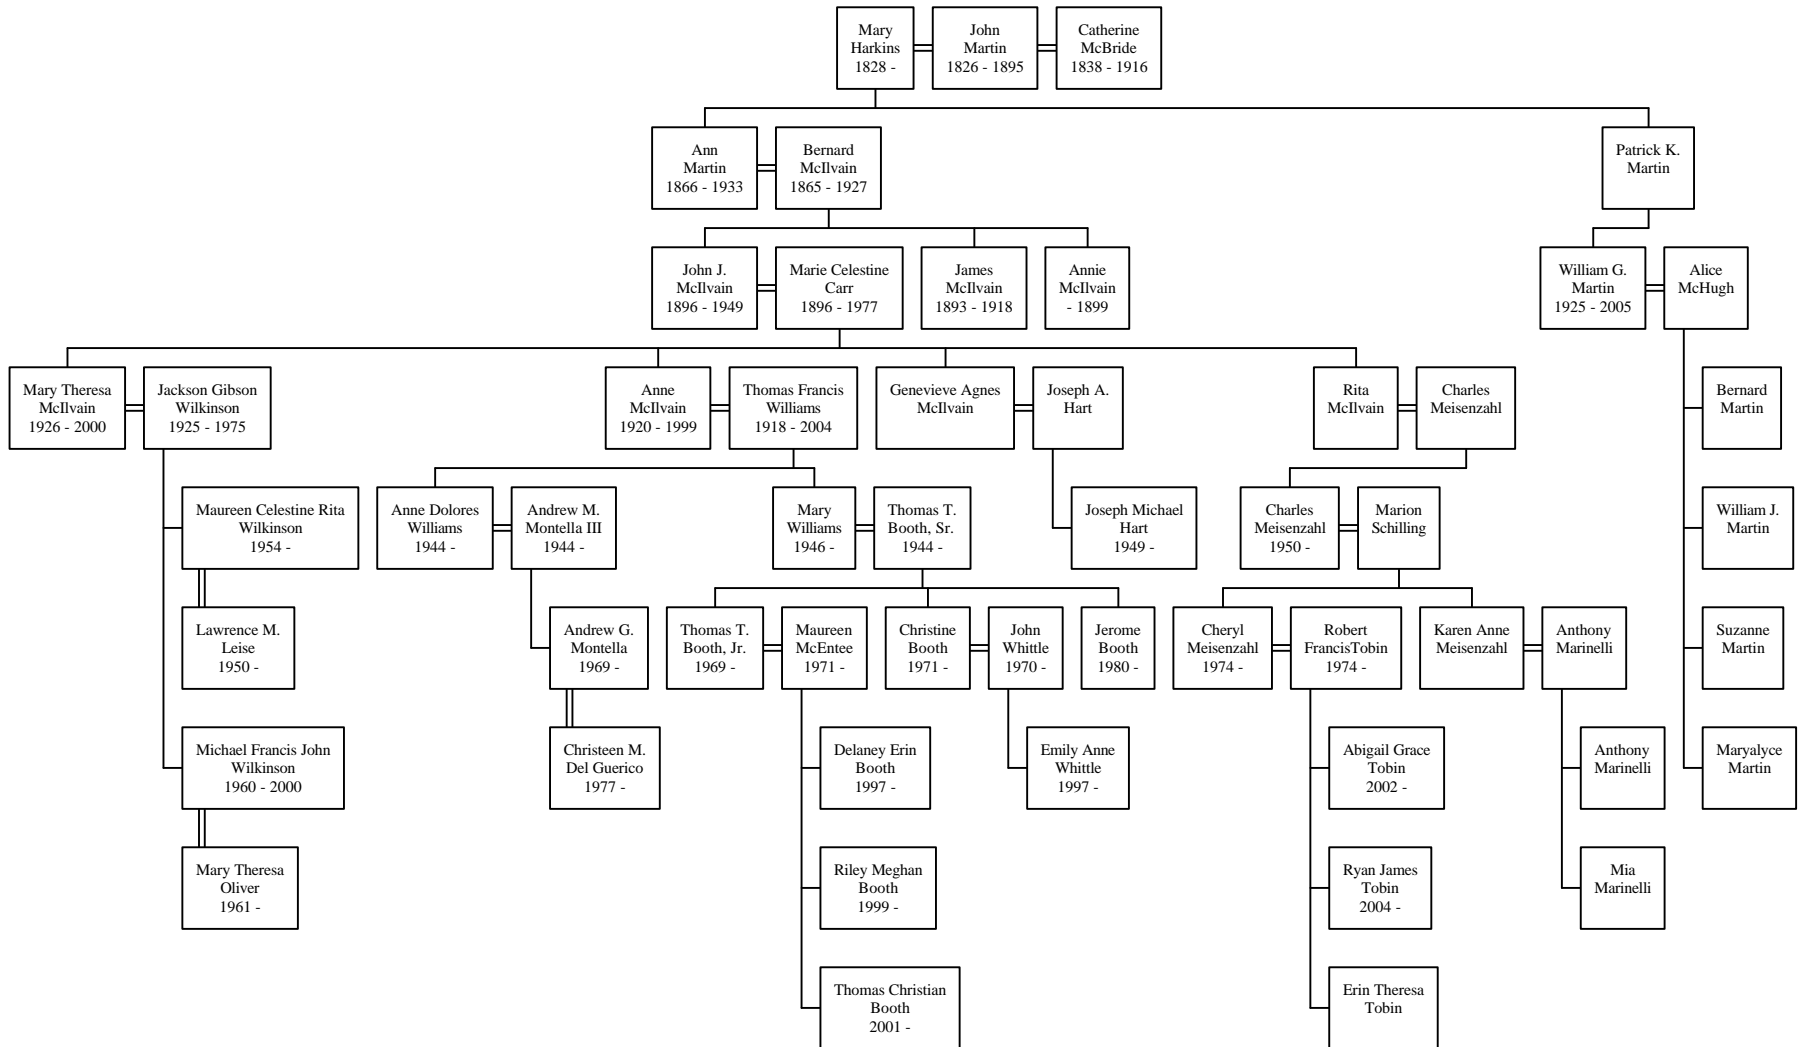 Mary
Harkins
1828 -
John
Martin
1826 - 1895
Catherine
McBride
1838 - 1916
Ann
Martin
1866 - 1933
Bernard
McIlvain
1865 - 1927
Patrick K.
Martin
John J.
McIlvain
1896 - 1949
Marie Celestine
Carr
1896 - 1977
James
McIlvain
1893 - 1918
Annie
McIlvain
- 1899
William G.
Martin
1925 - 2005
Alice
McHugh
Mary Theresa
McIlvain
1926 - 2000
Jackson Gibson
Wilkinson
1925 - 1975
Anne
McIlvain
1920 - 1999
Thomas Francis
Williams
1918 - 2004
Genevieve Agnes
McIlvain
Joseph A.
Hart
Rita
McIlvain
Charles
Meisenzahl
Bernard
Martin
Maureen Celestine Rita
Wilkinson
1954 -
Anne Dolores
Williams
1944 -
Andrew M.
Montella III
1944 -
Mary
Williams
1946 -
Thomas T.
Booth, Sr.
1944 -
Joseph Michael
Hart
1949 -
Charles
Meisenzahl
1950 -
Marion
Schilling
William J.
Martin
Lawrence M.
Leise
1950 -
Andrew G.
Montella
1969 -
Thomas T.
Booth, Jr.
1969 -
Maureen
McEntee
1971 -
Christine
Booth
1971 -
John
Whittle
1970 -
Jerome
Booth
1980 -
Cheryl
Meisenzahl
1974 -
Robert
FrancisTobin
1974 -
Karen Anne
Meisenzahl
Anthony
Marinelli
Suzanne
Martin
Michael Francis John
Wilkinson
1960 - 2000
Christeen M.
Del Guerico
1977 -
Delaney Erin
Booth
1997 -
Emily Anne
Whittle
1997 -
Abigail Grace
Tobin
2002 -
Anthony
Marinelli
Maryalyce
Martin
Mary Theresa
Oliver
1961 -
Riley Meghan
Booth
1999 -
Ryan James
Tobin
2004 -
Mia
Marinelli
Thomas Christian
Booth
2001 -
Erin Theresa
Tobin